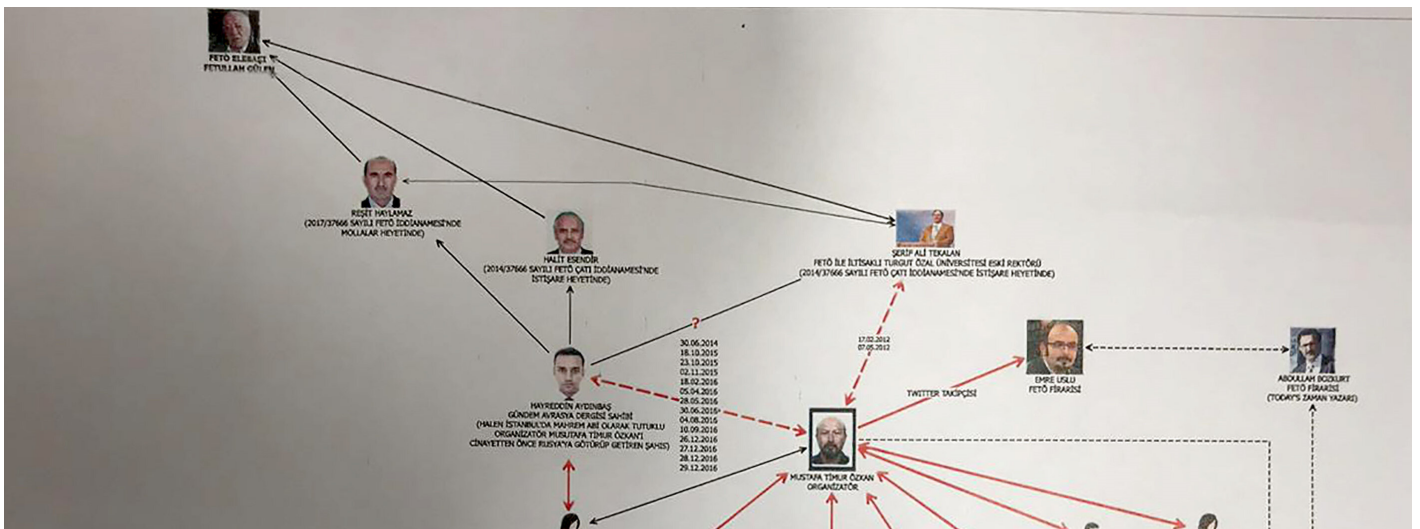 FETÖ ELEBAŞI
FETULLAH GÜLEN
REŞİT HAYLAMAZ
(2017/37666 SAYILI FETÖ İDDİANAMESİ'NDE
MOLLALAR HEYETİNDE)
HALİT ESENDİR
(2014/37666 SAYILI FETÖ ÇATI İDDİANAMESİ'NDE
İSTİŞARE HEYETİNDE)
ŞERİF ALİ TEKALAN
FETÖ İLE İLTİSAKLI TURGUT ÖZAL ÜNİVERSİTESİ ESKİ REKTÖRÜ
(2014/37666 SAYILI FETÖ ÇATI İDDİANAMESİ'NDE İSTİŞARE HEYETİNDE)
?
30.06.2014
18.10.2015
23.10.2015
02.11.2015
18.02.2016
05.04.2016
28.05.2016
30.06.2016
04.08.2016
10.09.2016
26.12.2016
27.12.2016
28.12.2016
29.12.2016
17.02.2012
07.05.2012
HAYREDDİN AYDINBAŞ
GÜNDEM AVRASYA DERGİSİ SAHİBİ
(HALEN İSTANBUL'DA MAHREM ABİ OLARAK TUTUKLU
ORGANİZATÖR MUSUTAFA TİMUR ÖZKAN'I
CİNAYETTEN ÖNCE RUSYA'YA GÖTÜRÜP GETİREN ŞAHIS)
TWITTER TAKİPÇİSİ
EMRE USLU
FETÖ FİRARİSİ
ABDULLAH BOZKURT
FETÖ FİRARİSİ
(TODAY'S ZAMAN YAZARI)
MUSTAFA TİMUR ÖZKAN
ORGANİZATÖR